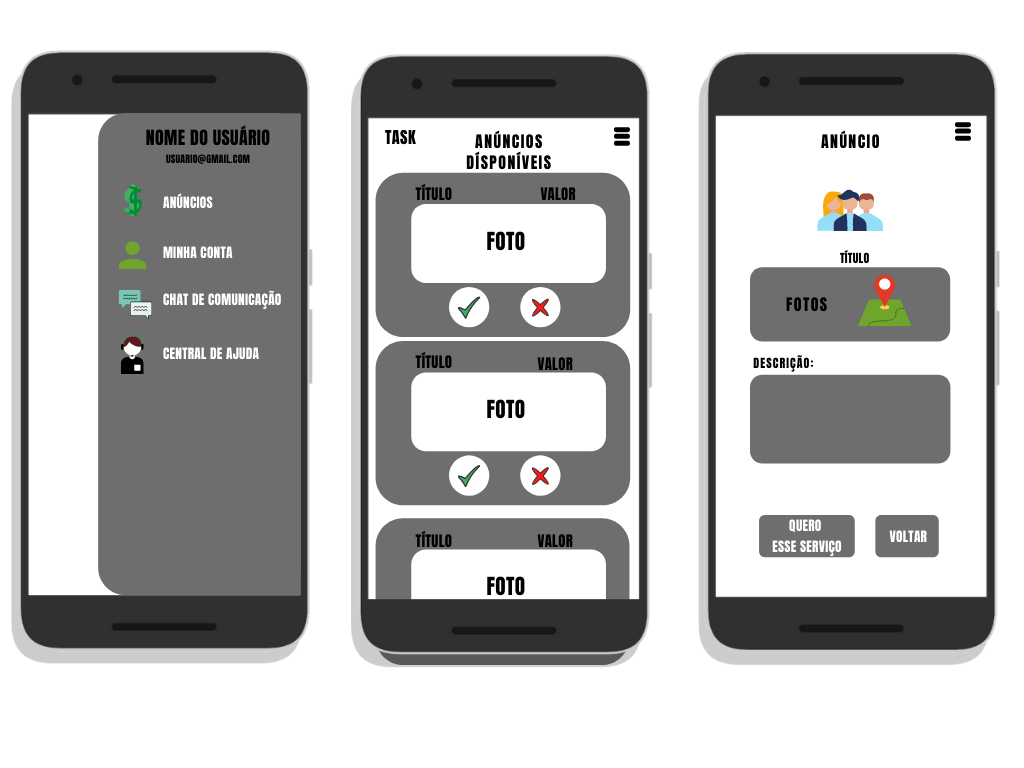 NOME DO USUÁRIO
USUARIO@GMAIL.COM
ANÚNCIOS
MINHA CONTA
CHAT DE COMUNICAÇÃO
CENTRAL DE AJUDA
TASK
ANÚNCIOS
DÍSPONÍVEIS
TÍTULO VALOR
FOTO
TÍTULO VALOR
FOTO
TÍTULO VALOR
FOTO
ANÚNCIO
TÍTULO
FOTOS
DESCRIÇÃO:
QUERO
ESSE SERVIÇO
VOLTAR